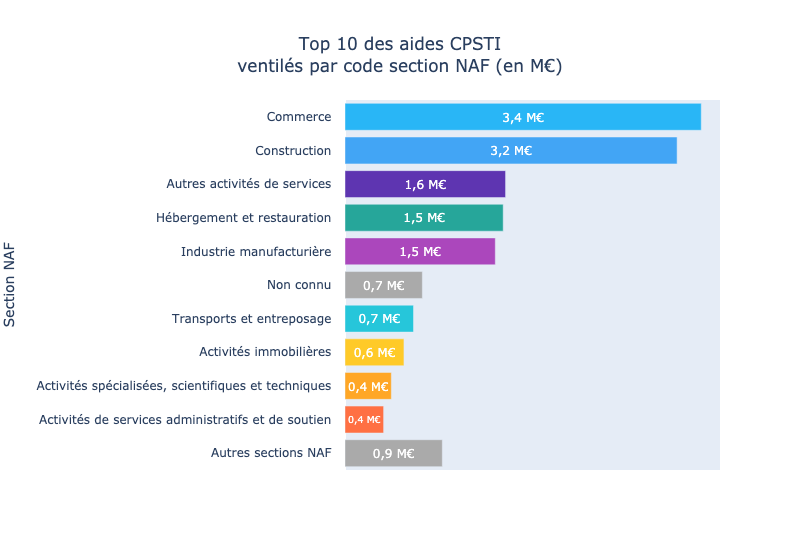 Top 10 des aides CPSTI
ventilés par code section NAF (en M€)
Section NAF
Commerce 3,4 M€
Construction 3,2 M€
Autres activités de services 1,6 M€
Hébergement et restauration 1,5 M€
Industrie manufacturière 1,5 M€
Non connu 0,7 M€
Transports et entreposage 0,7 M€
Activités immobilières 0,6 M€
Activités spécialisées, scientifiques et techniques 0,4 M€
Activités de services administratifs et de soutien 0,4 M€
Autres sections NAF 0,9 M€